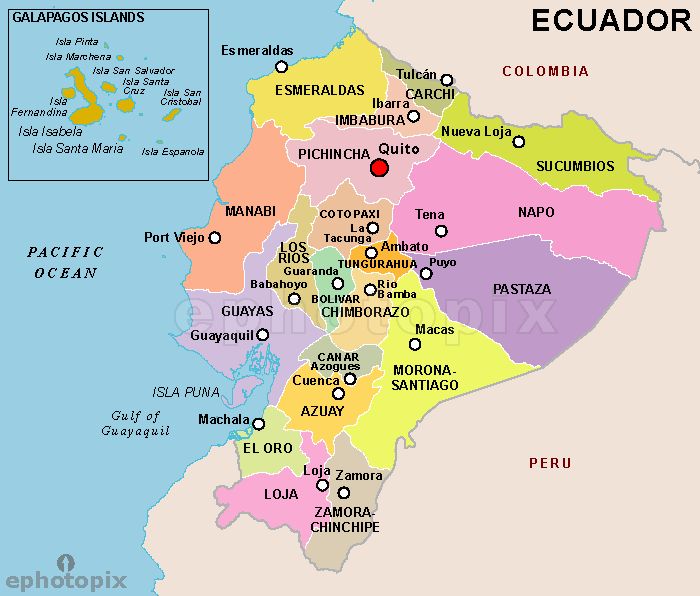 GALAPAGOS ISLANDS
Isla Pinta
Isla Marchena
Isla San Salvador
Isla Santa
Cruz
Isla San
Cristobal
Isla
Fernandina
Isla Isabela
Isla Santa Maria
Isla Espanola
ECUADOR
COLOMBIA
Esmeraldas
ESMERALDAS
Tulcán
CARCHI
Ibarra
IMBABURA
Nueva Loja
SUCUMBIOS
PICHINCHA
Quito
MANABI
COTOPAXI
La
Tacunga
Tena
NAPO
Port Viejo
PACIFIC
OCEAN
LOS
RIOS
Ambato
TUNGURAHUA
Puyo
PASTAZA
Guaranda
Babahoyo
BOLIVAR
Rio
Bamba
CHIMBORAZO
GUAYAS
Guayaquil
Macas
ephotopix
CANAR
Azogues
MORONA-
SANTIAGO
Cuenca
ISLA PUNA
AZUAY
Gulf of
Guayaquil
Machala
EL ORO
PERU
Loja
Zamora
LOJA
ZAMORA-
CHINCHIPE
ephotopix